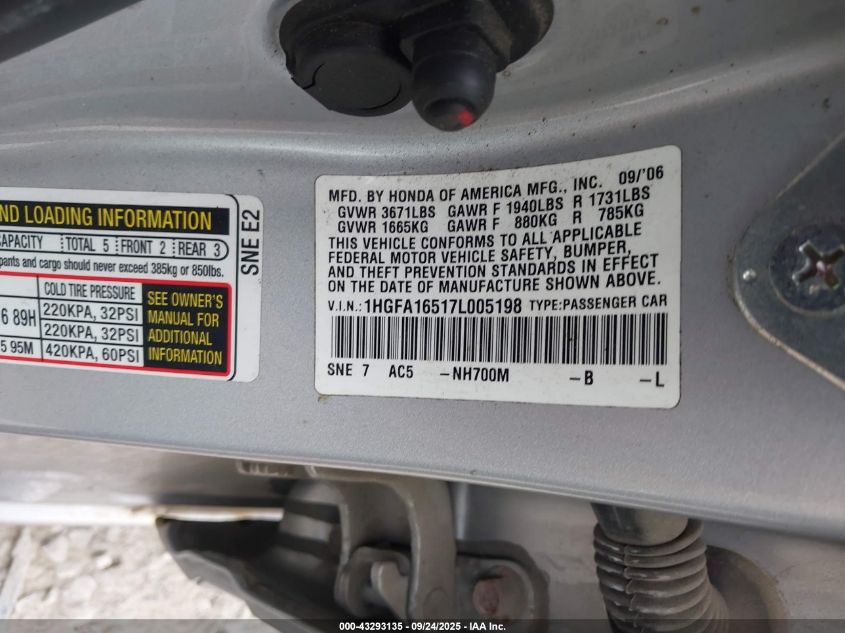 ND LOADING INFORMATION
CAPACITY TOTAL 5 FRONT 2 REAR 3
pants and cargo should never exceed 385kg or 850lbs.
COLD TIRE PRESSURE
6 89H 220KPA, 32PSI
220KPA, 32PSI
5 95M 420KPA, 60PSI
SEE OWNER'S
MANUAL FOR
ADDITIONAL
INFORMATION
SNE E2
MFD. BY HONDA OF AMERICA MFG., INC. 09/'06
GVWR 3671LBS GAWR F 1940LBS R 1731LBS
GVWR 1665KG GAWR F 880KG R 785KG
THIS VEHICLE CONFORMS TO ALL APPLICABLE
FEDERAL MOTOR VEHICLE SAFETY, BUMPER,
AND THEFT PREVENTION STANDARDS IN EFFECT
ON THE DATE OF MANUFACTURE SHOWN ABOVE.
V.I.N.: 1HGFA16517L005198 TYPE:PASSENGER CAR
SNE 7 AC5 -NH700M -B -L
000-43293135 - 09/24/2025 - IAA Inc.